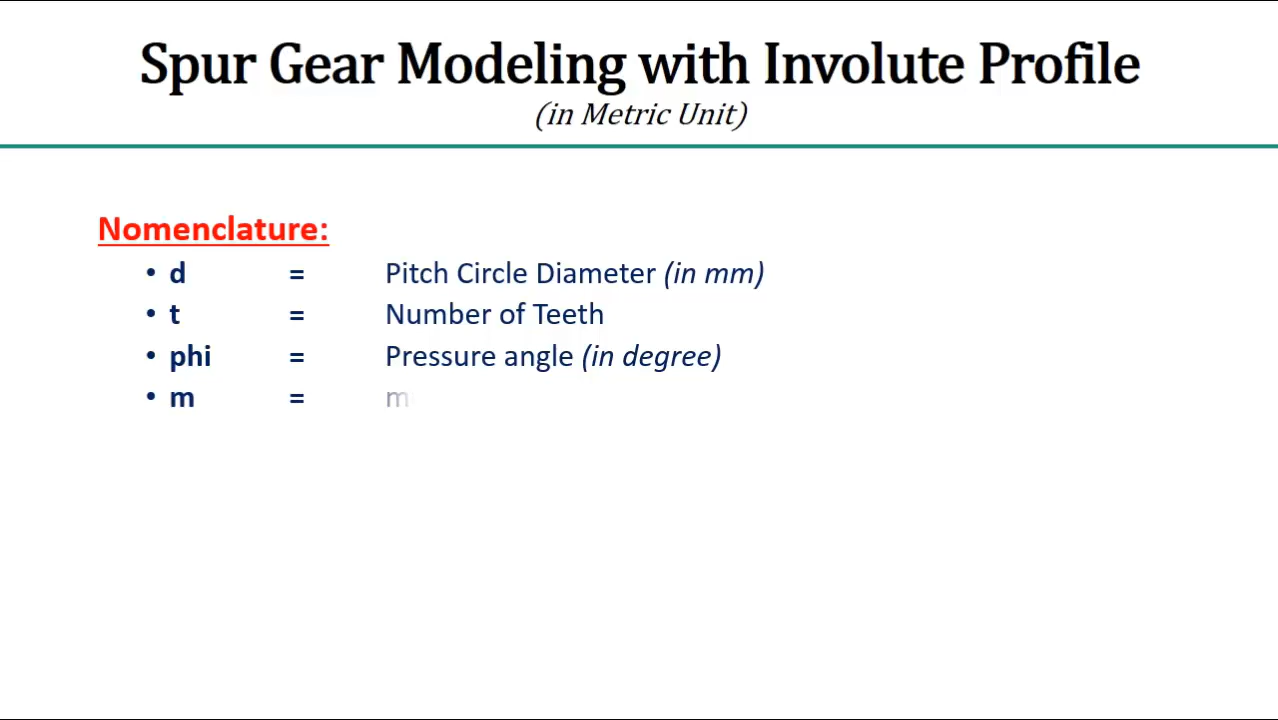 Spur Gear Modeling with Involute Profile
(in Metric Unit)
Nomenclature:
• d = Pitch Circle Diameter (in mm)
• t = Number of Teeth
• phi = Pressure angle (in degree)
• m = m